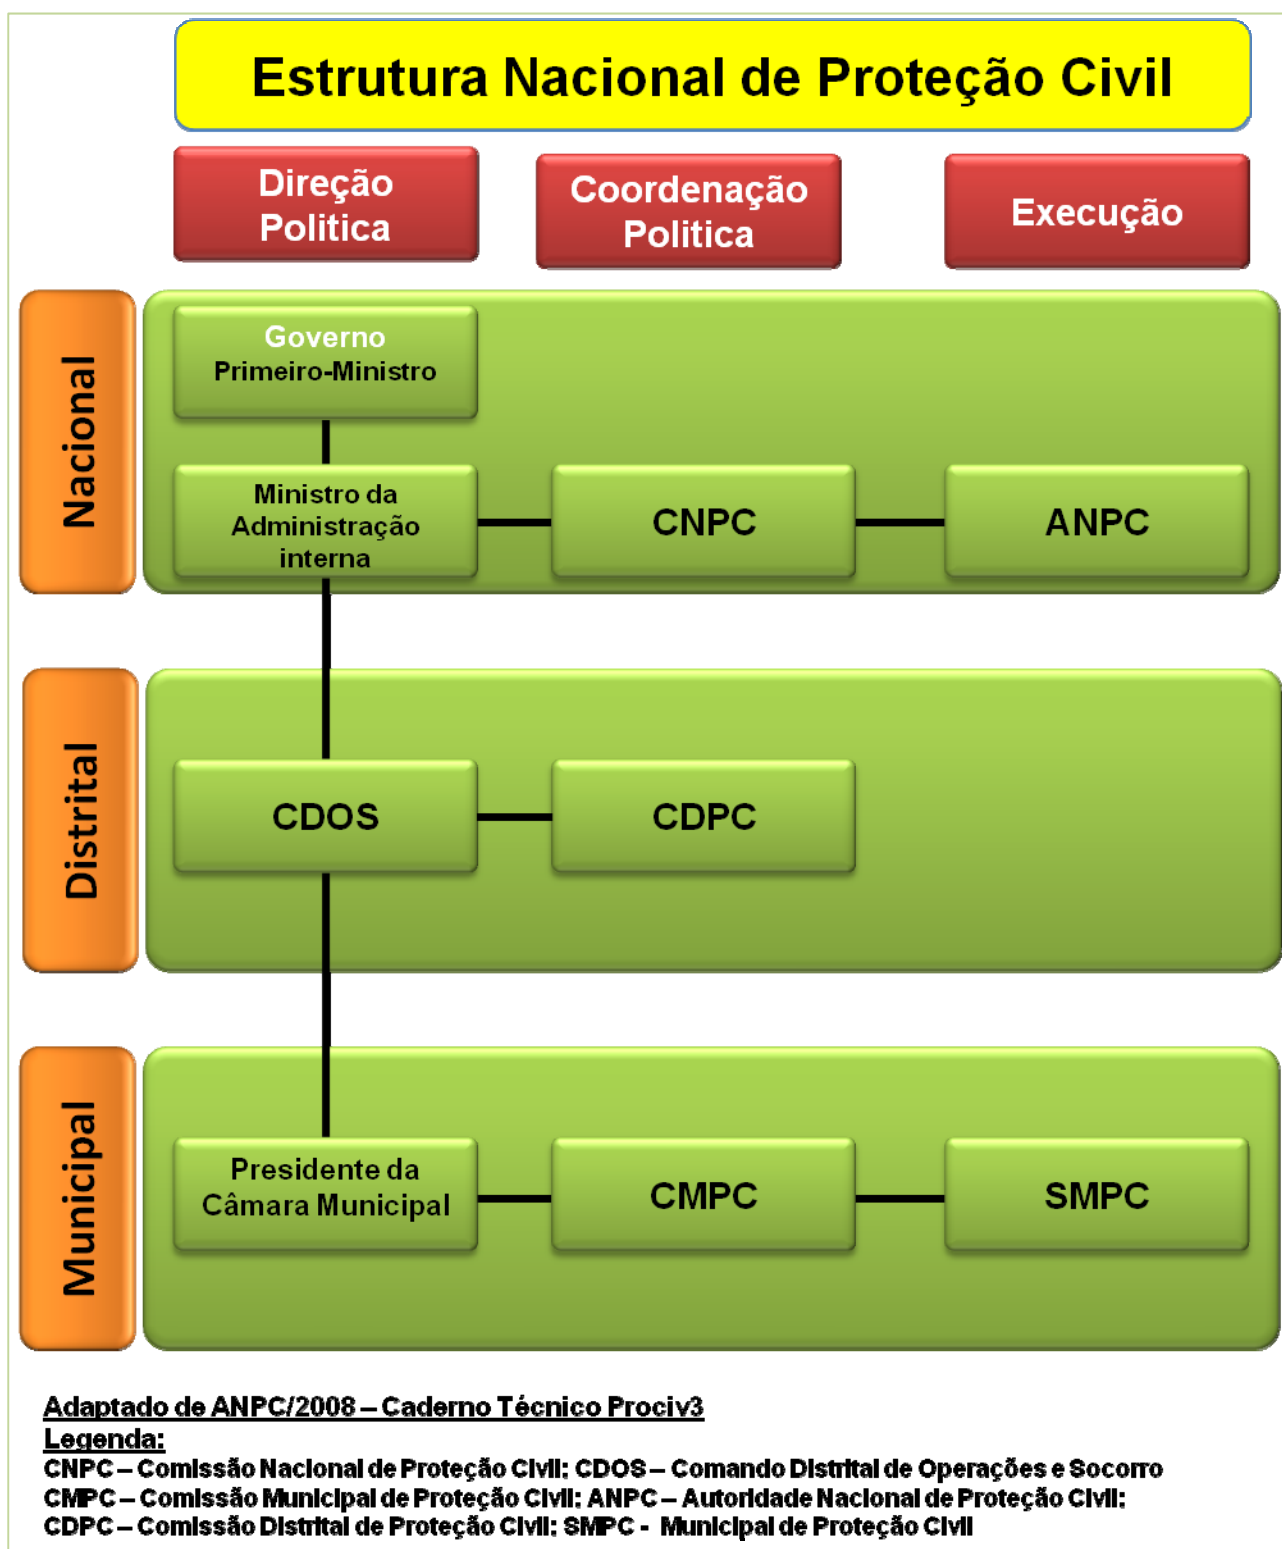 Estrutura Nacional de Proteção Civil
Direção
Politica
Coordenação
Politica
Execução
Nacional
Governo
Primeiro-Ministro
Ministro da
Administração
interna
CNPC
ANPC
Distrital
CDOS
CDPC
Municipal
Presidente da
Câmara Municipal
CMPC
SMPC
Adaptado de ANPC/2008 – Caderno Técnico Prociv3
Legenda:
CNPC – Comissão Nacional de Proteção Civil; CDOS – Comando Distrital de Operações e Socorro
CMPC – Comissão Municipal de Proteção Civil; ANPC – Autoridade Nacional de Proteção Civil;
CDPC – Comissão Distrital de Proteção Civil; SMPC - Municipal de Proteção Civil